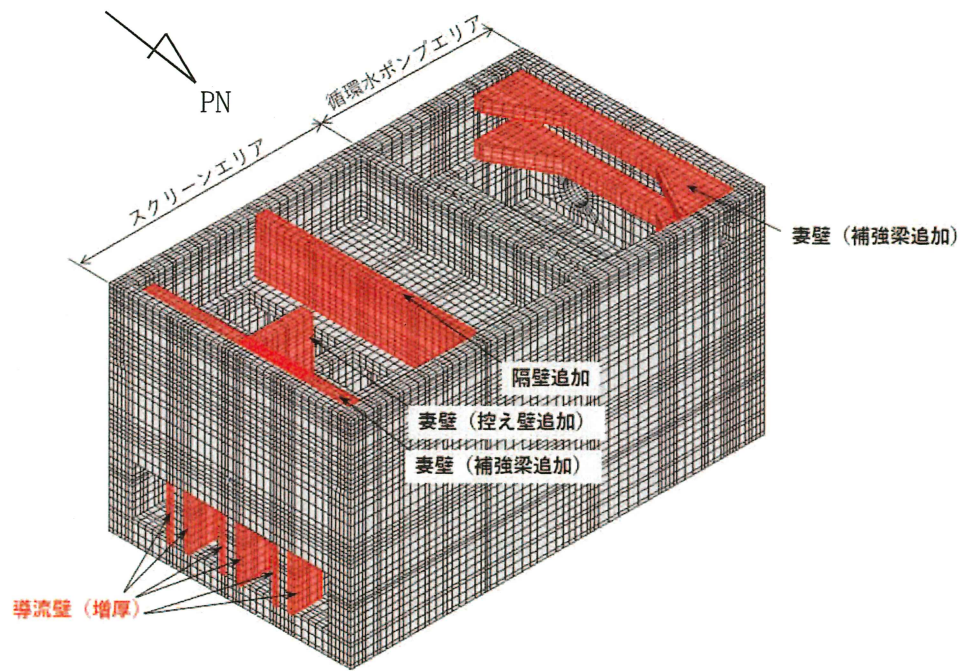 PN
循環水ポンプエリア
スクリーンエリア
妻壁（補強梁追加）
隔壁追加
妻壁（控え壁追加）
妻壁（補強梁追加）
導流壁（増厚）